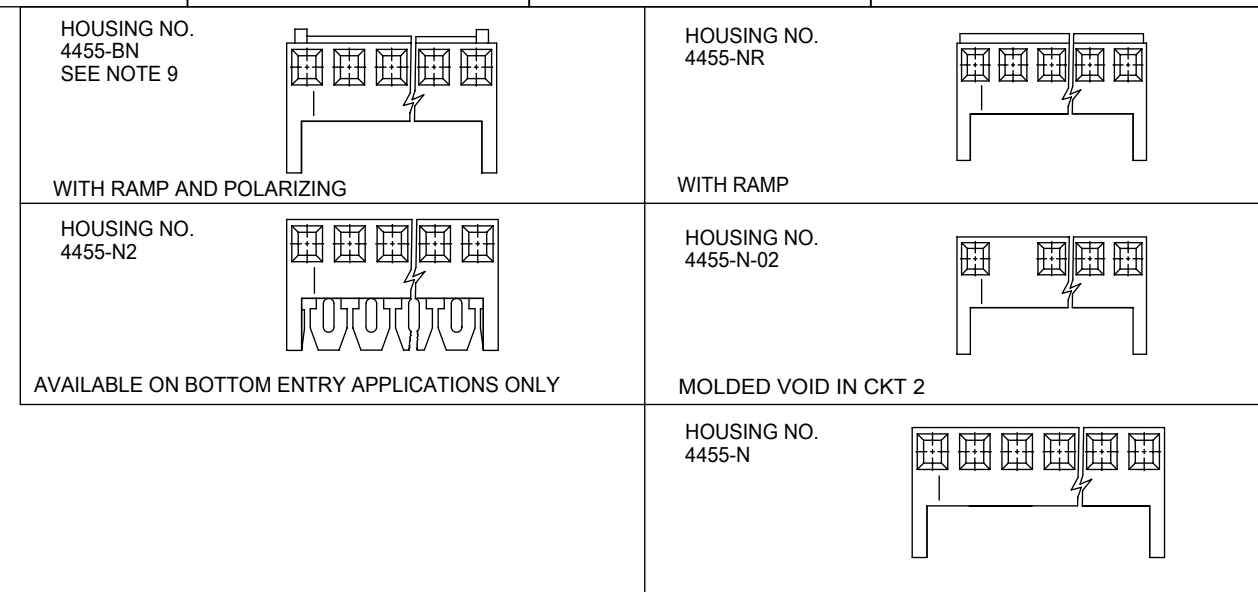 HOUSING NO.
4455-BN
SEE NOTE 9
WITH RAMP AND POLARIZING
HOUSING NO.
4455-NR
WITH RAMP
HOUSING NO.
4455-N2
AVAILABLE ON BOTTOM ENTRY APPLICATIONS ONLY
HOUSING NO.
4455-N-02
MOLDED VOID IN CKT 2
HOUSING NO.
4455-N